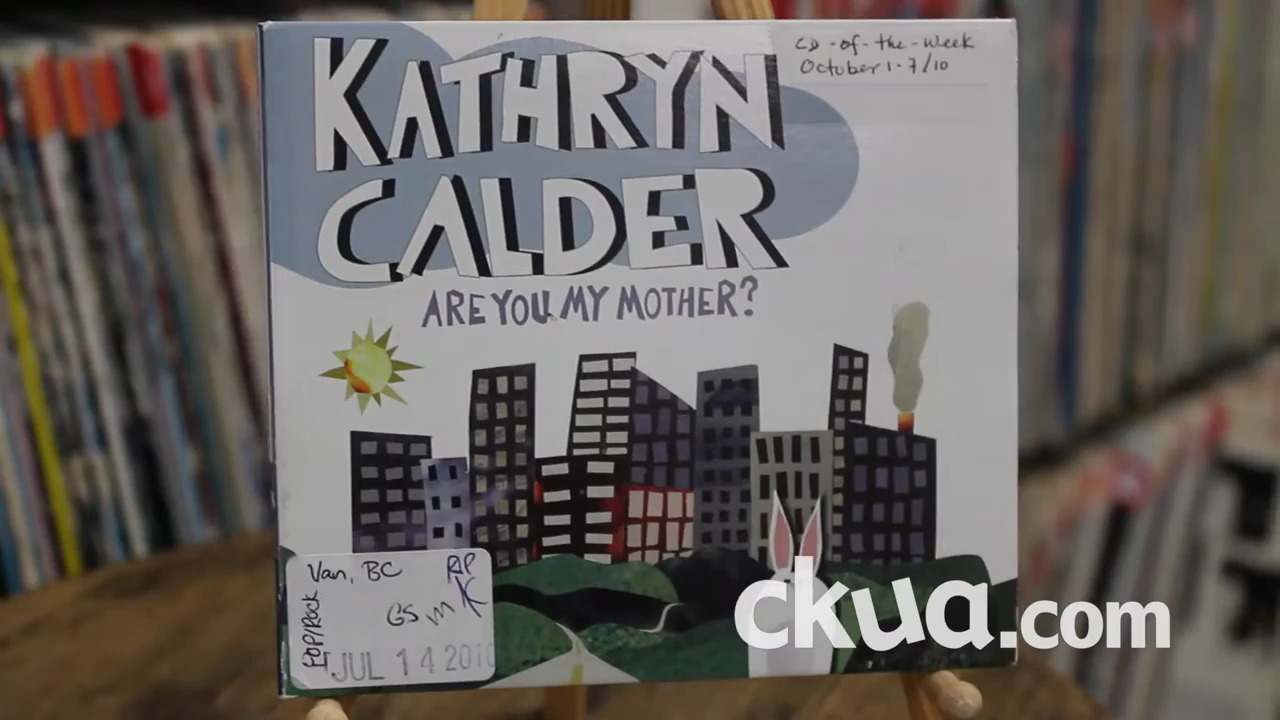 KATHRYN
CALDER
ARE YOU MY MOTHER?
CD-of-the-Week
October 1-7/10
Van, BC
POP/Rock
GS
JUL 14 2010
ckua.com